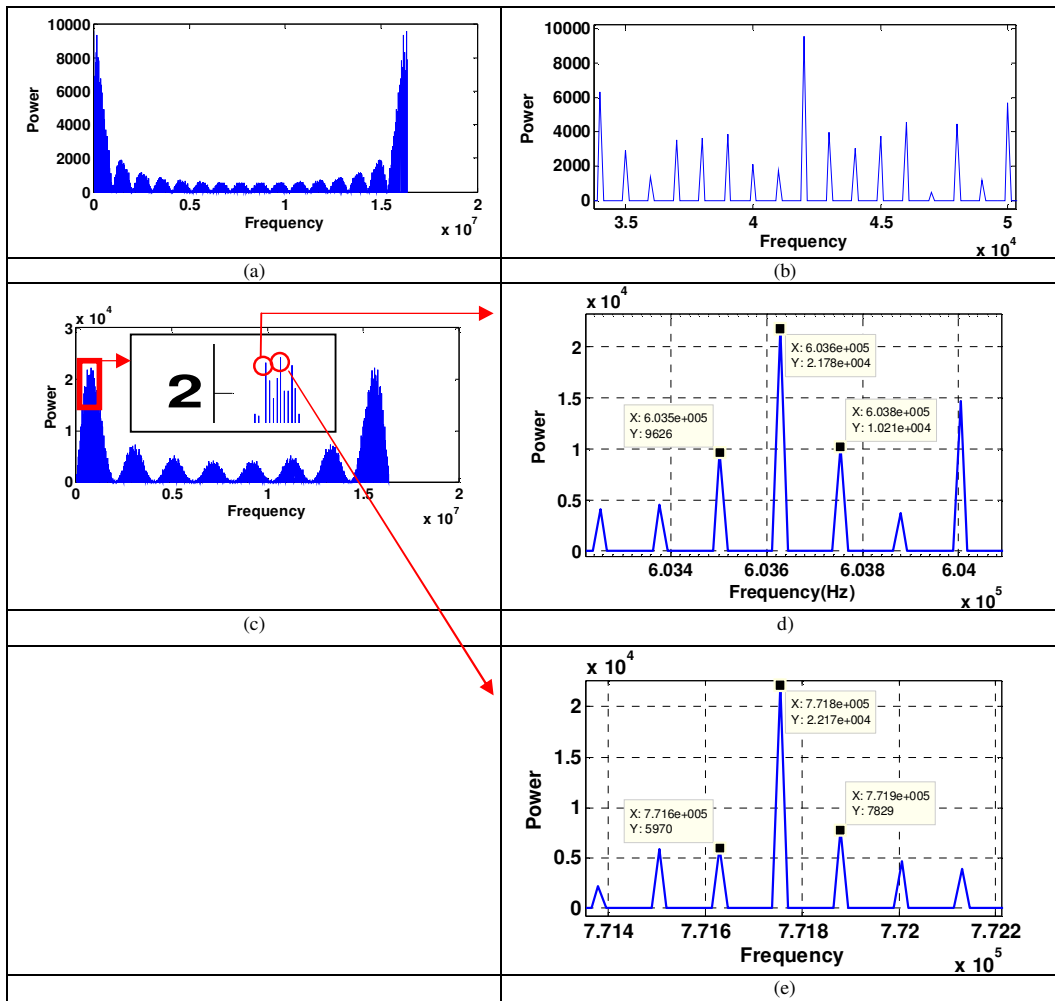 10000
8000
6000
4000
2000
0
Power
0 0.5 1 1.5 2
Frequency
x 10^7
(a)
10000
8000
6000
4000
2000
0
Power
3.5 4 4.5 5
Frequency
x 10^4
(b)
x 10^4
3
2
1
0
Power
2
0 0.5 1 1.5 2
Frequency
x 10^7
(c)
x 10^4
2
1.5
1
0.5
0
Power
X: 6.036e+005
Y: 2.178e+004
X: 6.035e+005
Y: 9626
X: 6.038e+005
Y: 1.021e+004
6.034 6.036 6.038 6.04
Frequency(Hz)
x 10^5
d)
x 10^4
2
1.5
1
0.5
0
Power
X: 7.718e+005
Y: 2.217e+004
X: 7.716e+005
Y: 5970
X: 7.719e+005
Y: 7829
7.714 7.716 7.718 7.72 7.722
Frequency
x 10^5
(e)